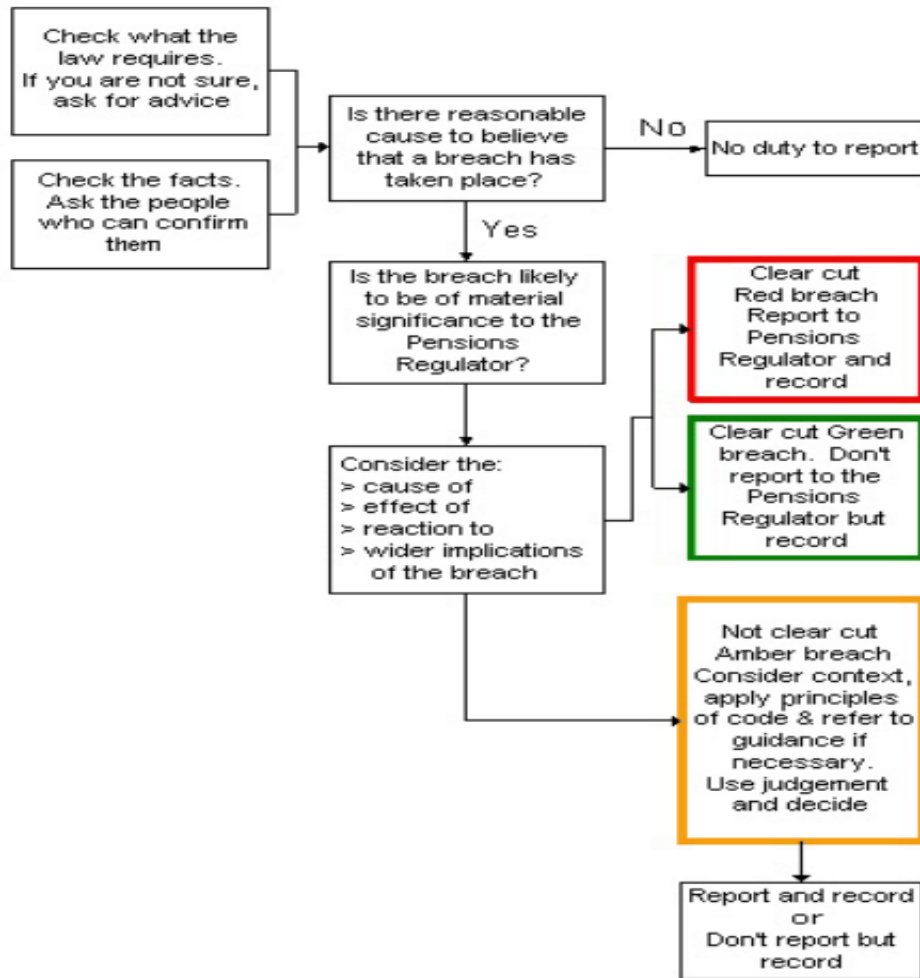 Check what the
law requires.
If you are not sure,
ask for advice
Check the facts.
Ask the people
who can confirm
them
Is there reasonable
cause to believe
that a breach has
taken place?
No
No duty to report
Yes
Is the breach likely
to be of material
significance to the
Pensions
Regulator?
Clear cut
Red breach
Report to
Pensions
Regulator and
record
Clear cut Green
breach. Don't
report to the
Pensions
Regulator but
record
Consider the:
> cause of
> effect of
> reaction to
> wider implications
of the breach
Not clear cut
Amber breach
Consider context,
apply principles
of code & refer to
guidance if
necessary.
Use judgement
and decide
Report and record
or
Don't report but
record